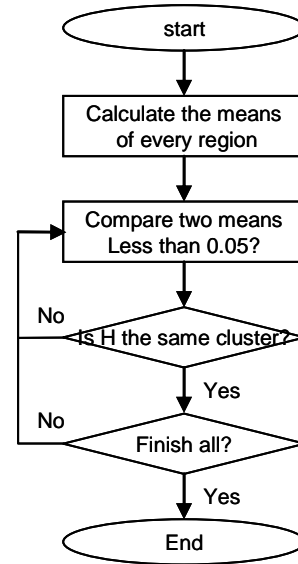 start
Calculate the means
of every region
Compare two means
Less than 0.05?
No
Is H the same cluster?
Yes
No
Finish all?
Yes
End